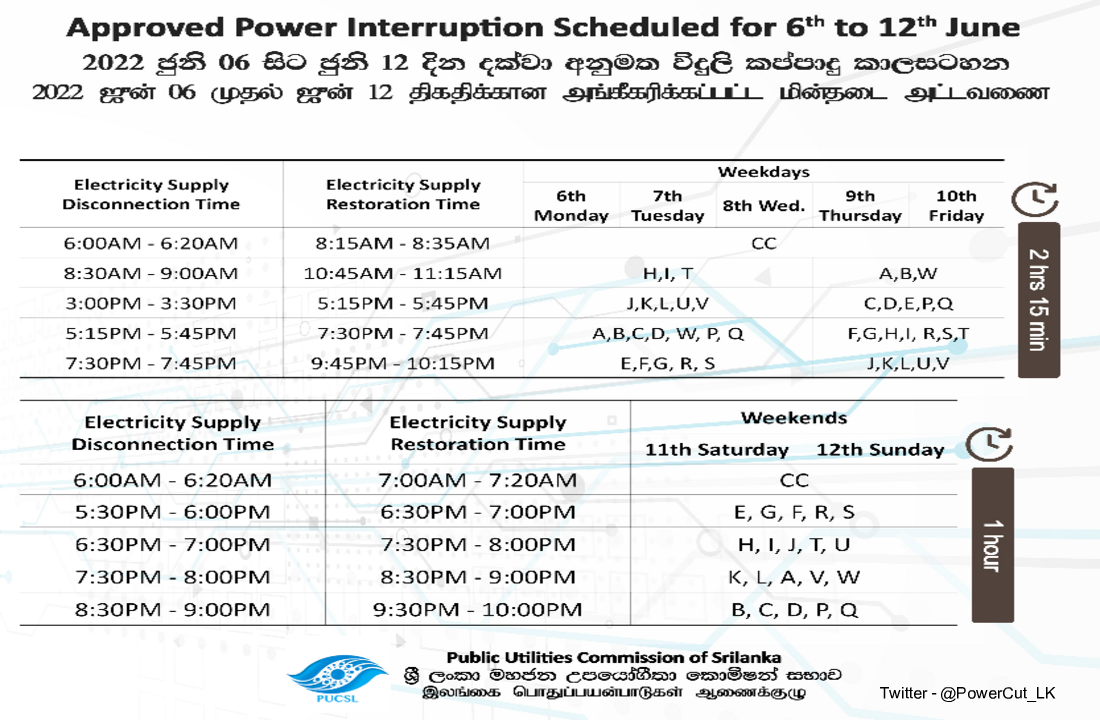 Approved Power Interruption Scheduled for 6th to 12th June
2022 ජුනි 06 සිට ජුනි 12 දින දක්වා අනුමත විදුලි කප්පාදු කාලසටහන
2022 ஜுன் 06 முதல் ஜுன் 12 திகதிக்கான அங்கீகரிக்கப்பட்ட மின்தடை அட்டவணை
Electricity Supply Disconnection Time Electricity Supply Restoration Time Weekdays
6th Monday 7th Tuesday 8th Wed. 9th Thursday 10th Friday
6:00AM - 6:20AM 8:15AM - 8:35AM CC
8:30AM - 9:00AM 10:45AM - 11:15AM H,I, T A,B,W
3:00PM - 3:30PM 5:15PM - 5:45PM J,K,L,U,V C,D,E,P,Q
5:15PM - 5:45PM 7:30PM - 7:45PM A,B,C,D, W, P, Q F,G,H,I, R,S,T
7:30PM - 7:45PM 9:45PM - 10:15PM E,F,G, R, S J,K,L,U,V
2 hrs 15 min
Electricity Supply Disconnection Time Electricity Supply Restoration Time Weekends
11th Saturday 12th Sunday
6:00AM - 6:20AM 7:00AM - 7:20AM CC
5:30PM - 6:00PM 6:30PM - 7:00PM E, G, F, R, S
6:30PM - 7:00PM 7:30PM - 8:00PM H, I, J, T, U
7:30PM - 8:00PM 8:30PM - 9:00PM K, L, A, V, W
8:30PM - 9:00PM 9:30PM - 10:00PM B, C, D, P, Q
1 hour
PUCSL
Public Utilities Commission of Srilanka
ශ්‍රී ලංකා මහජන උපයෝගීතා කොමිෂන් සභාව
இலங்கை பொதுப்பயன்பாடுகள் ஆணைக்குழு
Twitter - @PowerCut_LK